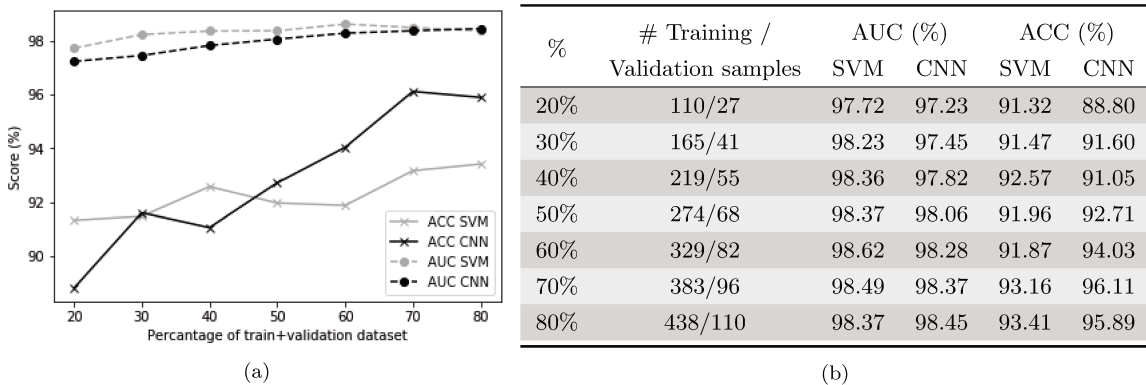 98
96
94
92
90
Score (%)
ACC SVM
ACC CNN
AUC SVM
AUC CNN
20 30 40 50 60 70 80
Percantage of train+validation dataset
(a)
% # Training / Validation samples AUC (%) ACC (%)
SVM CNN SVM CNN
20% 110/27 97.72 97.23 91.32 88.80
30% 165/41 98.23 97.45 91.47 91.60
40% 219/55 98.36 97.82 92.57 91.05
50% 274/68 98.37 98.06 91.96 92.71
60% 329/82 98.62 98.28 91.87 94.03
70% 383/96 98.49 98.37 93.16 96.11
80% 438/110 98.37 98.45 93.41 95.89
(b)